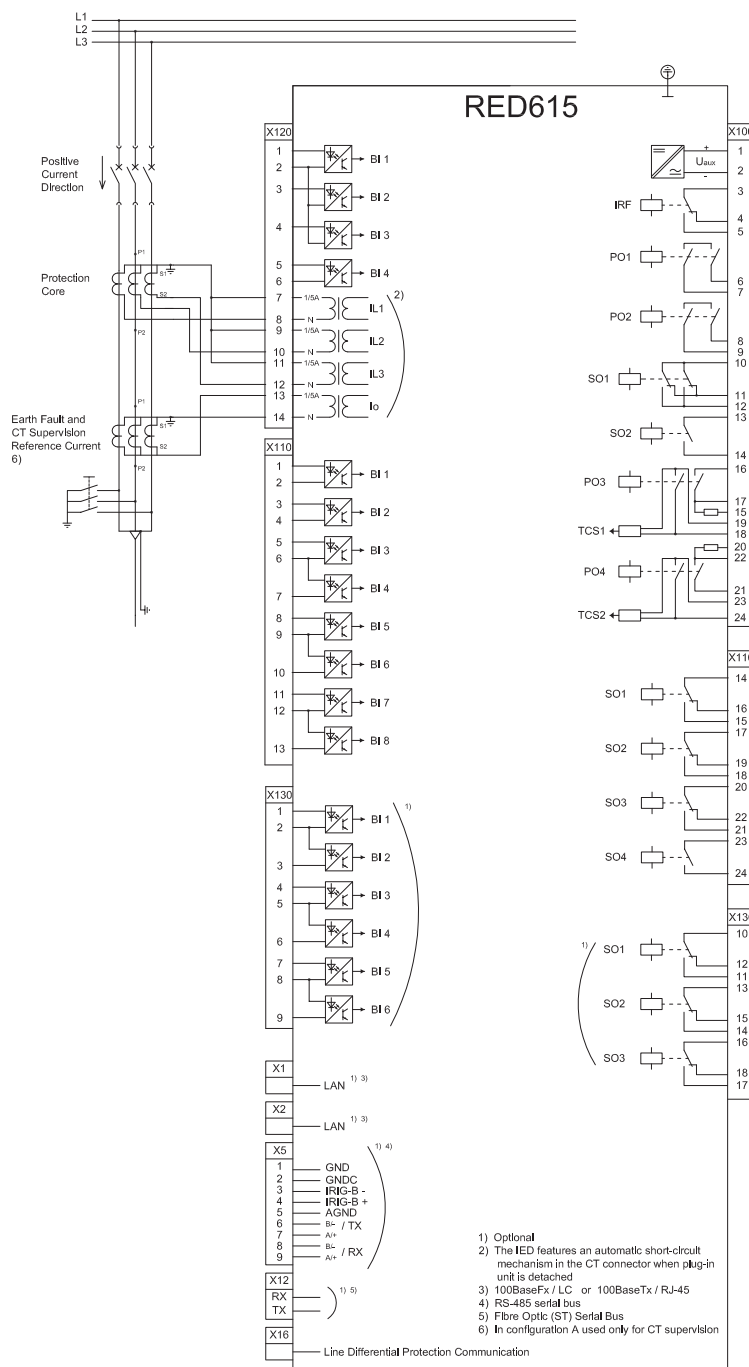 L1
L2
L3
RED615
Positive
Current
Direction
P1
S1
S2
Protection
Core
P2
P1
Earth Fault and
CT Supervision
Reference Current
6)
S1
S2
P2
X120
1
2
BI 1
3
BI 2
4
BI 3
5
6
BI 4
7 1/5A
8 N
IL1
2)
9 1/5A
10 N
IL2
11 1/5A
12 N
IL3
13 1/5A
14 N
Io
X110
1
2
BI 1
3
4
BI 2
5
6
BI 3
7
BI 4
8
9
BI 5
10
BI 6
11
12
BI 7
13
BI 8
X130
1
2
BI 1
1)
3
BI 2
4
5
BI 3
6
BI 4
7
8
BI 5
9
BI 6
X1
LAN 1) 3)
X2
LAN 1) 3)
X5
1) 4)
1 GND
2 GNDC
3 IRIG-B -
4 IRIG-B +
5 AGND
6 B/- / TX
7 A/+
8 B/- / RX
9 A/+
X12
RX
TX
1) 5)
X16
Line Differential Protection Communication
X100
+
Uaux
-
1
2
IRF
3
4
5
PO1
6
7
PO2
8
9
SO1
10
11
12
SO2
13
14
PO3
16
17
15
19
TCS1
18
20
22
PO4
21
23
TCS2
24
X110
SO1
14
16
15
SO2
17
19
18
SO3
20
22
21
SO4
23
24
X130
1)
SO1
10
12
11
SO2
13
15
14
SO3
16
18
17
1) Optional
2) The IED features an automatic short-circuit
mechanism in the CT connector when plug-in
unit is detached
3) 100BaseFx / LC or 100BaseTx / RJ-45
4) RS-485 serial bus
5) Fibre Optic (ST) Serial Bus
6) In configuration A used only for CT supervision